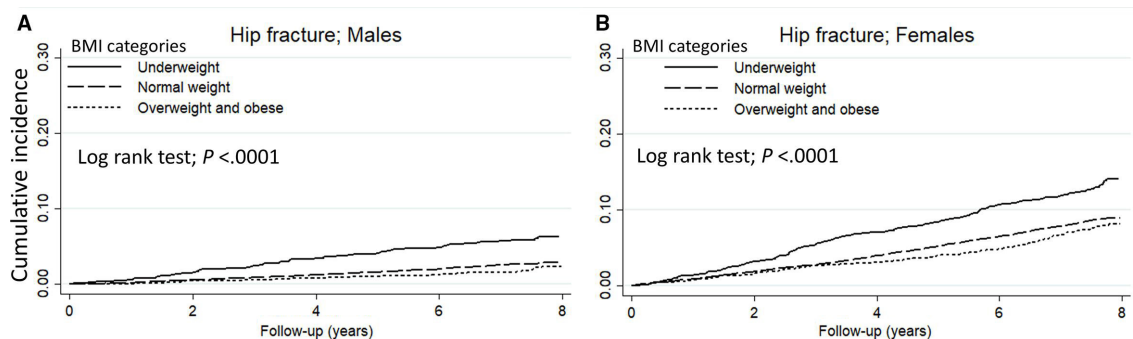 A
Hip fracture; Males
BMI categories
Underweight
Normal weight
Overweight and obese
Log rank test; P <.0001
Cumulative incidence
0.30
0.20
0.10
0.00
0 2 4 6 8
Follow-up (years)
B
Hip fracture; Females
BMI categories
Underweight
Normal weight
Overweight and obese
Log rank test; P <.0001
0.30
0.20
0.10
0.00
0 2 4 6 8
Follow-up (years)